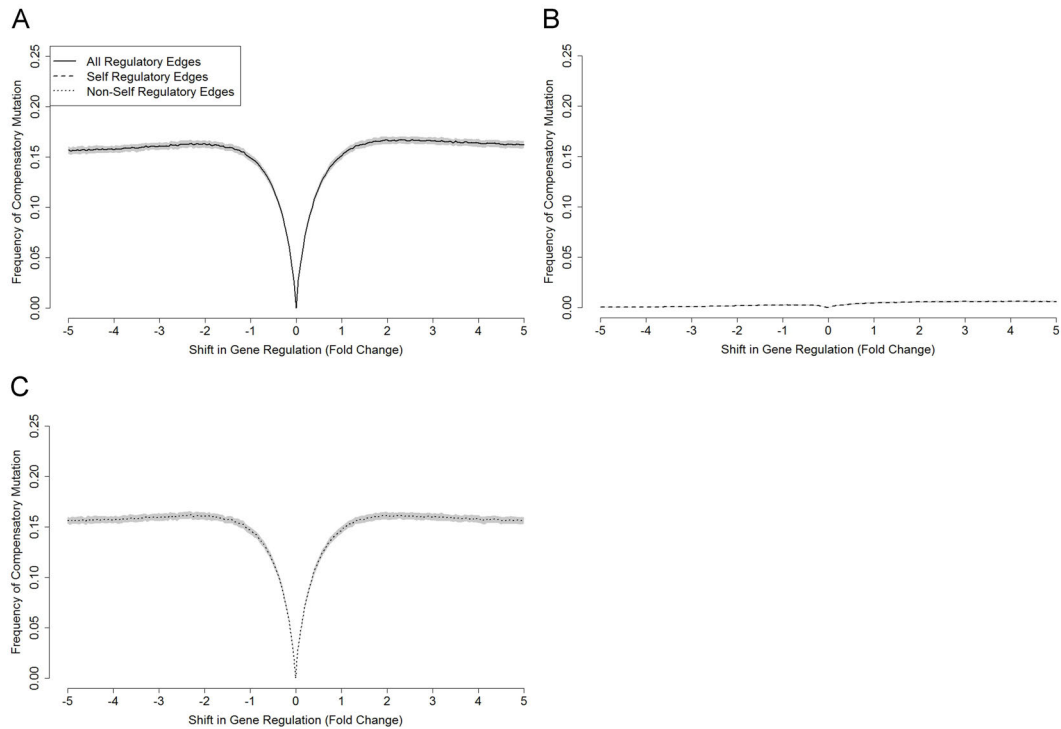 A
Frequency of Compensatory Mutation
0.00 0.05 0.10 0.15 0.20 0.25
All Regulatory Edges
Self Regulatory Edges
Non-Self Regulatory Edges
-5 -4 -3 -2 -1 0 1 2 3 4 5
Shift in Gene Regulation (Fold Change)
B
Frequency of Compensatory Mutation
0.00 0.05 0.10 0.15 0.20 0.25
-5 -4 -3 -2 -1 0 1 2 3 4 5
Shift in Gene Regulation (Fold Change)
C
Frequency of Compensatory Mutation
0.00 0.05 0.10 0.15 0.20 0.25
-5 -4 -3 -2 -1 0 1 2 3 4 5
Shift in Gene Regulation (Fold Change)